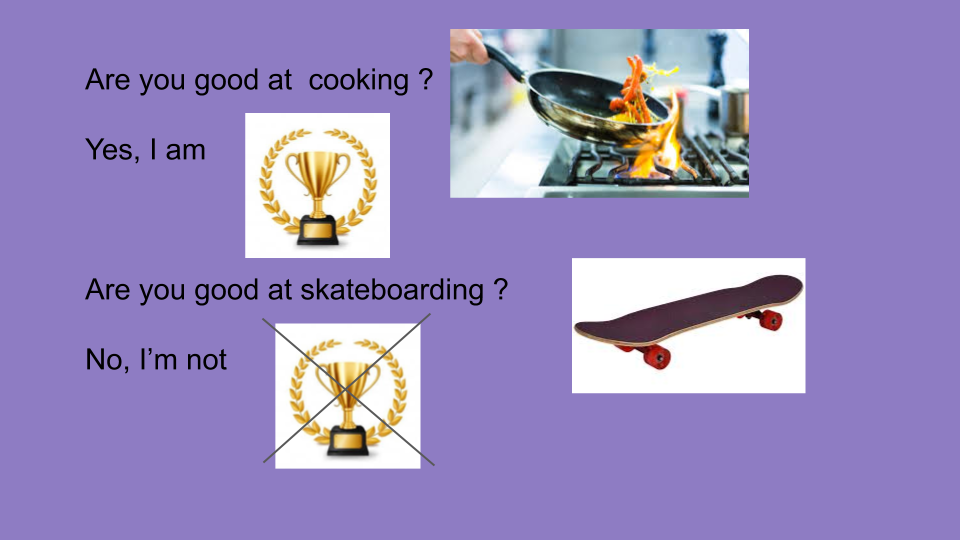 Are you good at  cooking ?
Yes, I am
Are you good at skateboarding ?
No, I’m not